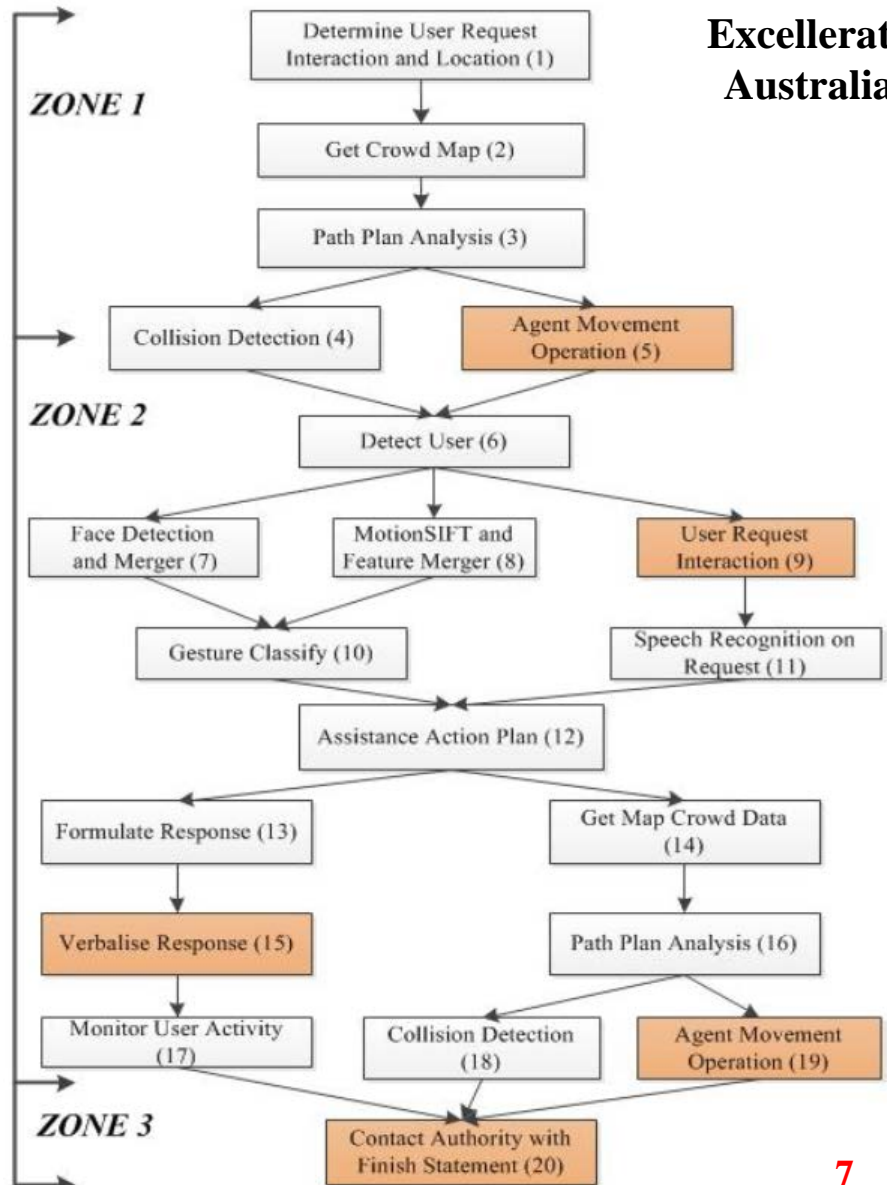 Excellerat
Australia
ZONE 1
Determine User Request
Interaction and Location (1)
Get Crowd Map (2)
Path Plan Analysis (3)
Collision Detection (4)
Agent Movement
Operation (5)
ZONE 2
Detect User (6)
Face Detection
and Merger (7)
MotionSIFT and
Feature Merger (8)
User Request
Interaction (9)
Gesture Classify (10)
Speech Recognition on
Request (11)
Assistance Action Plan (12)
Formulate Response (13)
Get Map Crowd Data
(14)
Verbalise Response (15)
Path Plan Analysis (16)
Monitor User Activity
(17)
Collision Detection
(18)
Agent Movement
Operation (19)
ZONE 3
Contact Authority with
Finish Statement (20)
7